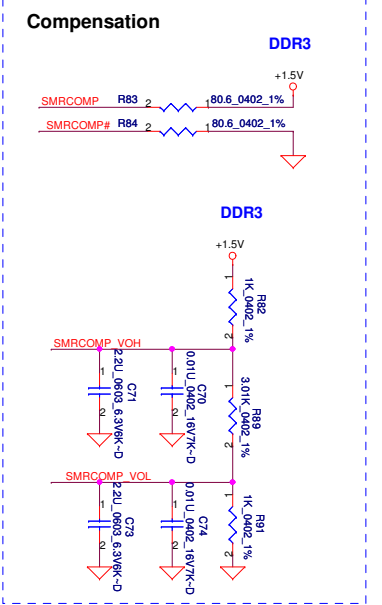 Compensation
DDR3
+1.5V
SMRCOMP R83 2 1 80.6_0402_1%
SMRCOMP# R84 2 1 80.6_0402_1%
DDR3
+1.5V
1
1K_0402_1%
R82
2
SMRCOMP_VOH
1
2.2U_0603_6.3V6K~D
C71
2
1
0.01U_0402_16V7K~D
C70
2
1
3.01K_0402_1%
R89
2
SMRCOMP_VOL
1
2.2U_0603_6.3V6K~D
C73
2
1
0.01U_0402_16V7K~D
C74
2
1
1K_0402_1%
R91
2